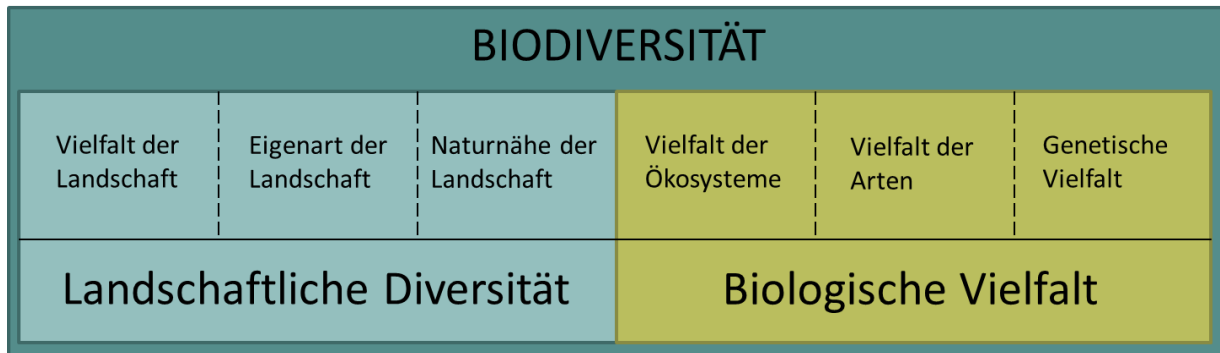 BIODIVERSITÄT
Vielfalt der
Landschaft
Eigenart der
Landschaft
Naturnähe der
Landschaft
Vielfalt der
Ökosysteme
Vielfalt der
Arten
Genetische
Vielfalt
Landschaftliche Diversität
Biologische Vielfalt